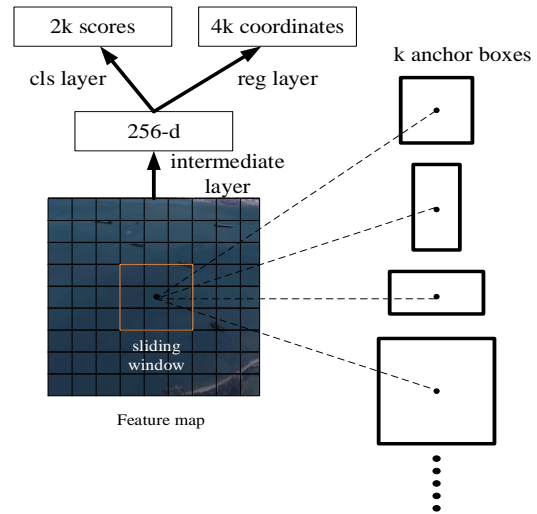 2k scores
4k coordinates
cls layer
reg layer
k anchor boxes
256-d
intermediate
layer
sliding
window
Feature map